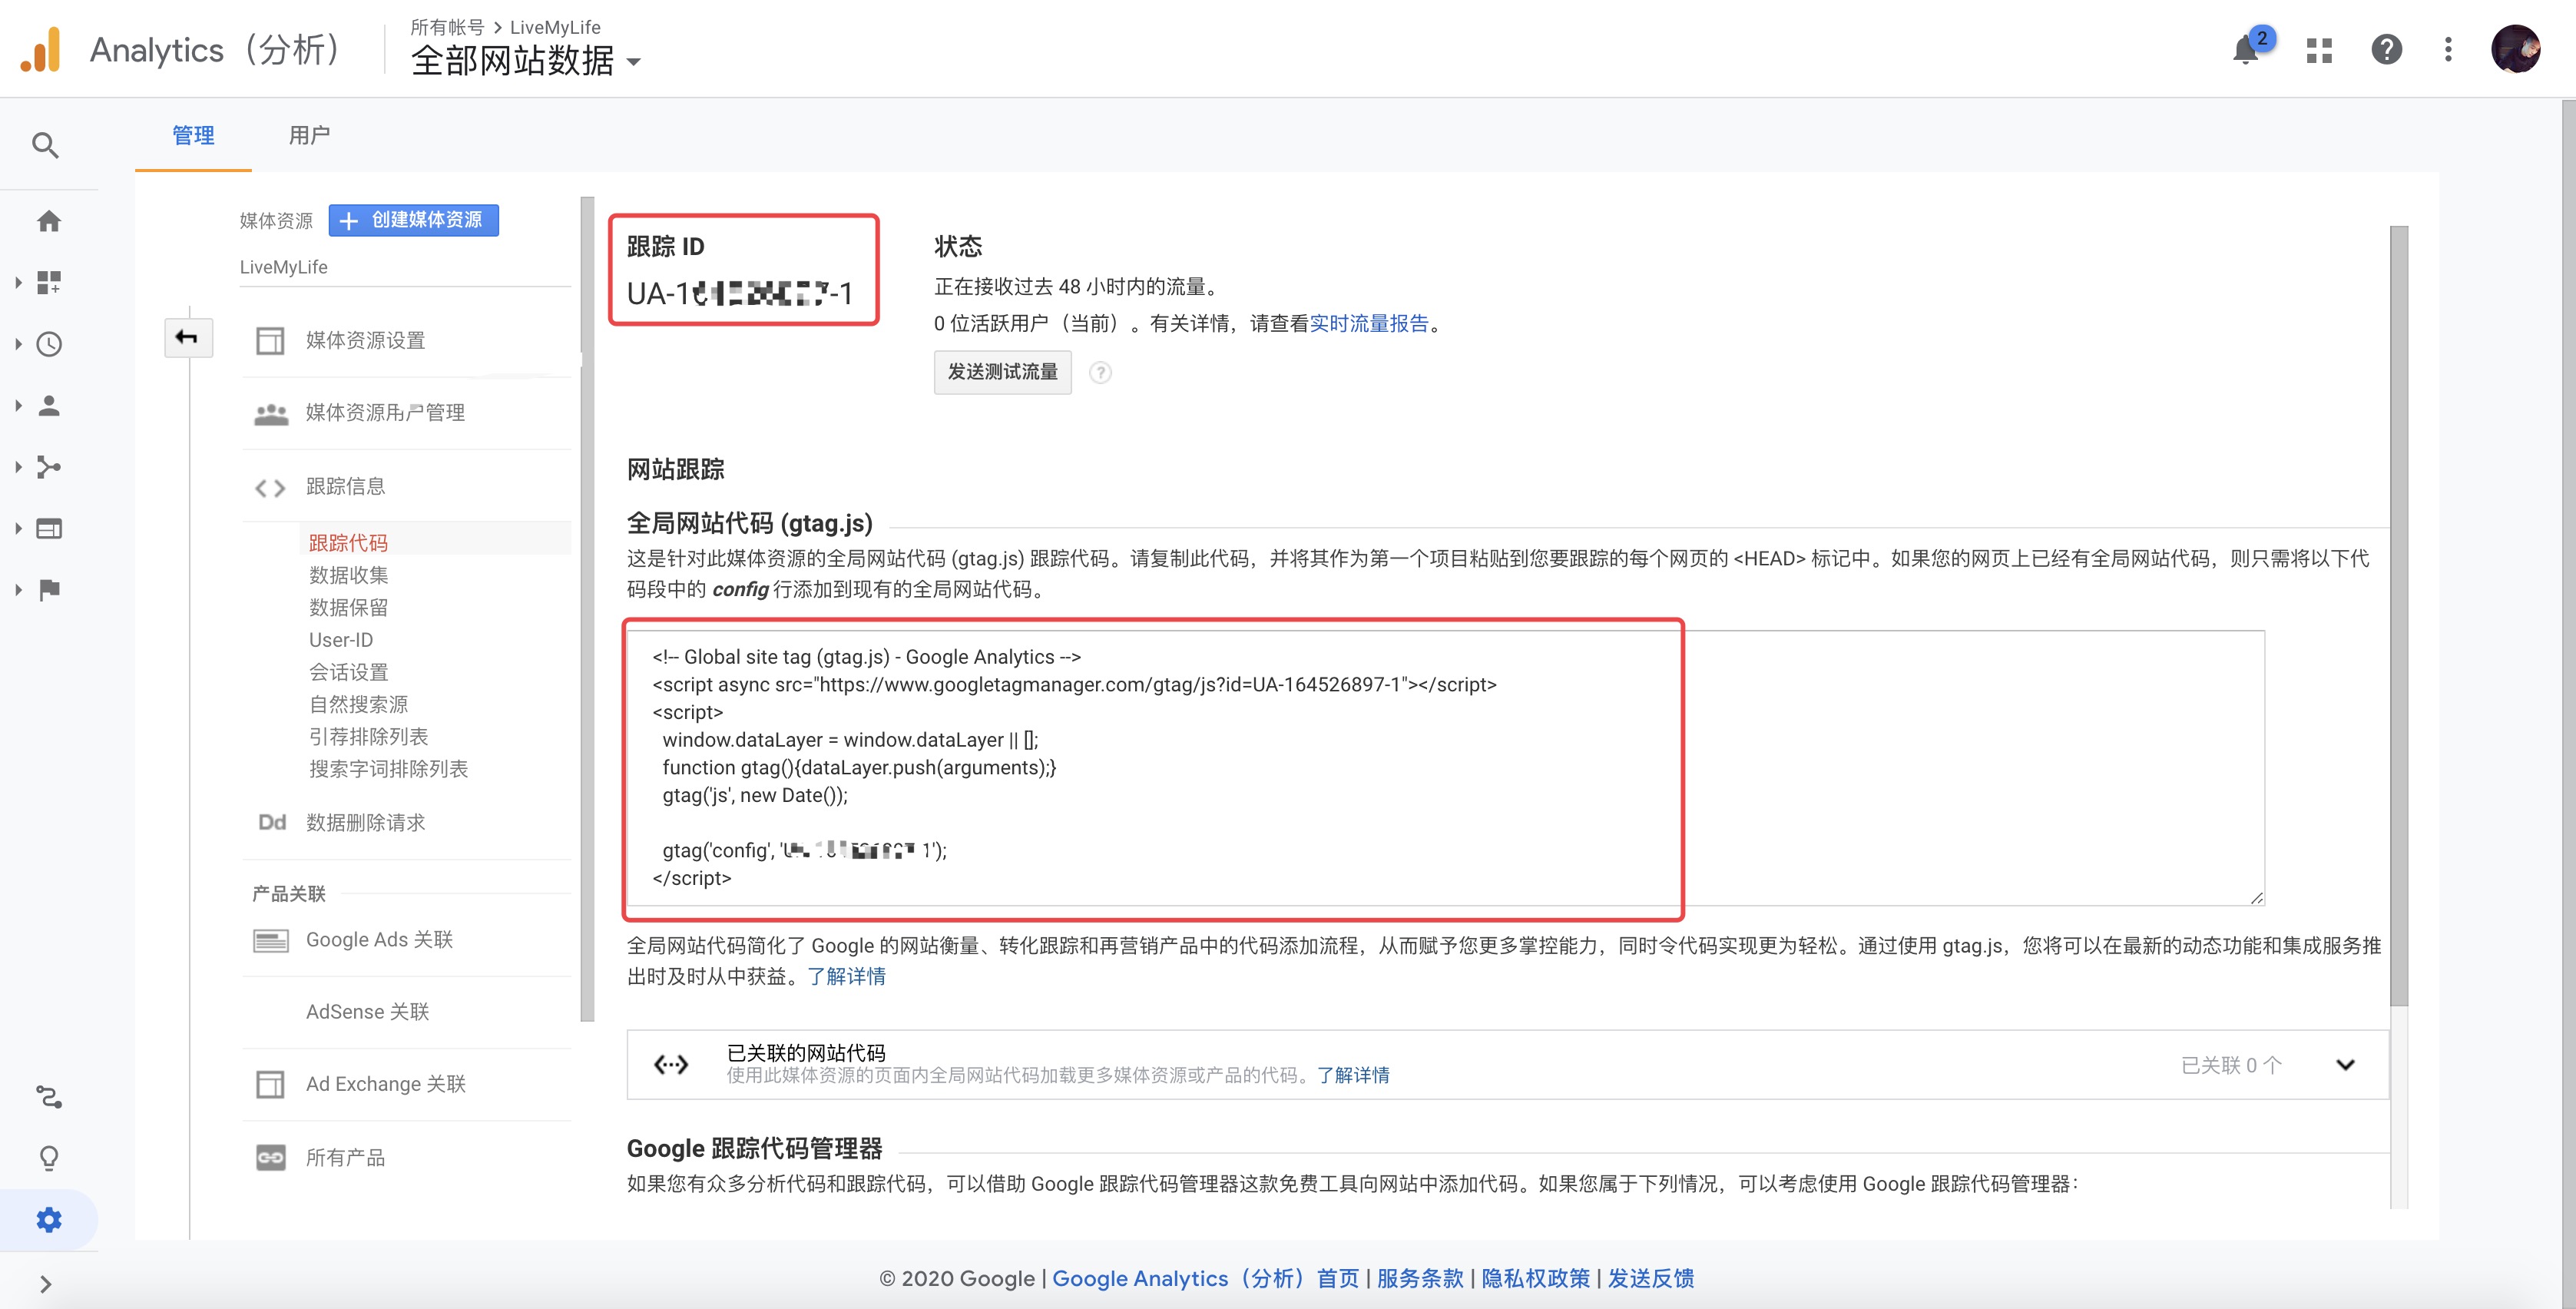 Analytics（分析）
所有帐号 > LiveMyLife
全部网站数据
2
管理
用户
媒体资源
+ 创建媒体资源
LiveMyLife
媒体资源设置
媒体资源用户管理
跟踪信息
跟踪代码
数据收集
数据保留
User-ID
会话设置
自然搜索源
引荐排除列表
搜索字词排除列表
Dd 数据删除请求
产品关联
Google Ads 关联
AdSense 关联
Ad Exchange 关联
所有产品
跟踪 ID
UA-1 -1
状态
正在接收过去 48 小时内的流量。
0 位活跃用户（当前）。有关详情，请查看实时流量报告。
发送测试流量 ?
网站跟踪
全局网站代码 (gtag.js)
这是针对此媒体资源的全局网站代码 (gtag.js) 跟踪代码。请复制此代码，并将其作为第一个项目粘贴到您要跟踪的每个网页的 <HEAD> 标记中。如果您的网页上已经有全局网站代码，则只需将以下代
码段中的 config 行添加到现有的全局网站代码。
<!-- Global site tag (gtag.js) - Google Analytics -->
<script async src="https://www.googletagmanager.com/gtag/js?id=UA-164526897-1"></script>
<script>
window.dataLayer = window.dataLayer || [];
function gtag(){dataLayer.push(arguments);}
gtag('js', new Date());
gtag('config', ' 1');
</script>
全局网站代码简化了 Google 的网站衡量、转化跟踪和再营销产品中的代码添加流程，从而赋予您更多掌控能力，同时令代码实现更为轻松。通过使用 gtag.js，您将可以在最新的动态功能和集成服务推
出时及时从中获益。了解详情
已关联的网站代码
使用此媒体资源的页面内全局网站代码加载更多媒体资源或产品的代码。了解详情
已关联 0 个
Google 跟踪代码管理器
如果您有众多分析代码和跟踪代码，可以借助 Google 跟踪代码管理器这款免费工具向网站中添加代码。如果您属于下列情况，可以考虑使用 Google 跟踪代码管理器：
© 2020 Google | Google Analytics（分析）首页 | 服务条款 | 隐私权政策 | 发送反馈